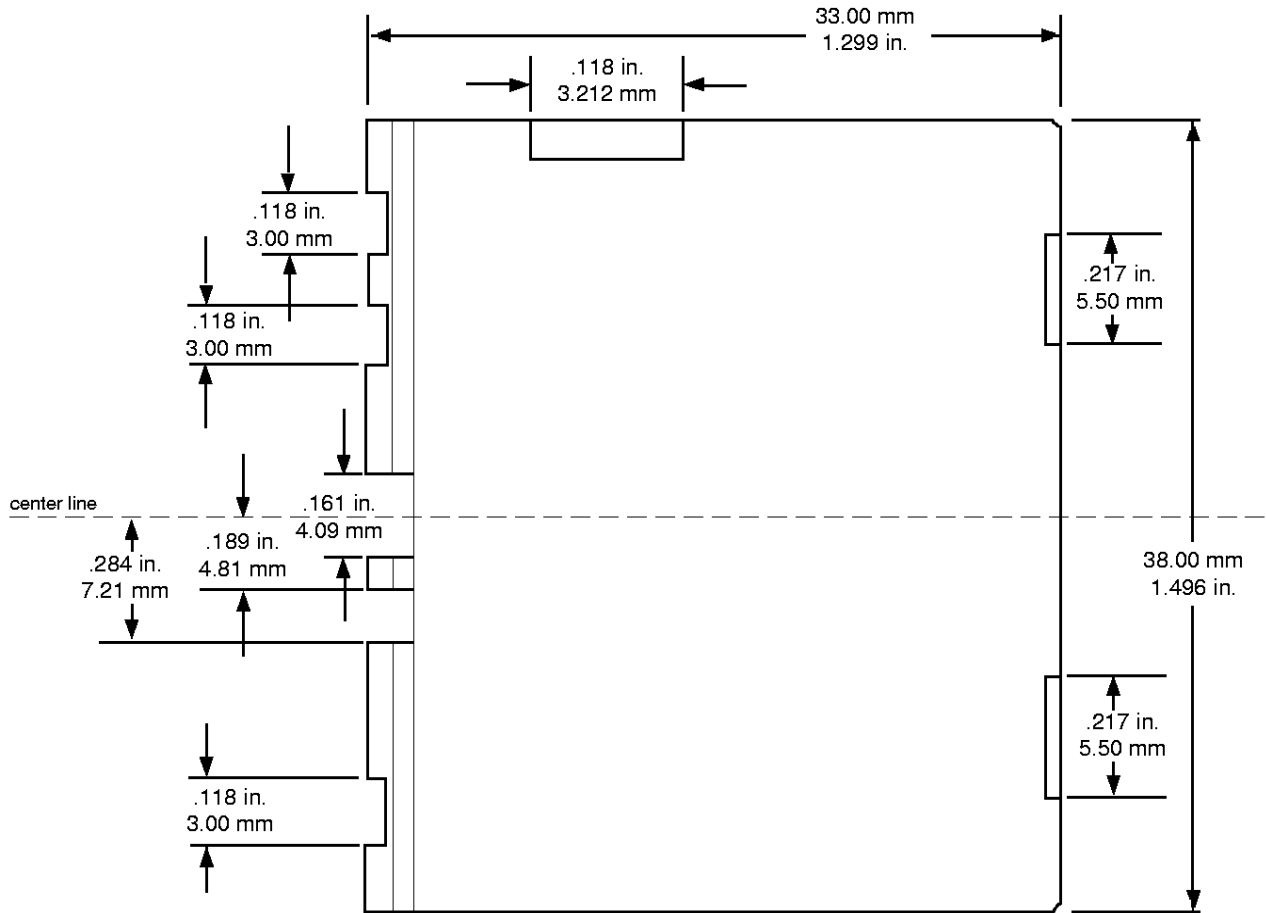 33.00 mm
1.299 in.
.118 in.
3.212 mm
.118 in.
3.00 mm
.217 in.
5.50 mm
.118 in.
3.00 mm
center line
.161 in.
4.09 mm
.189 in.
4.81 mm
.284 in.
7.21 mm
38.00 mm
1.496 in.
.217 in.
5.50 mm
.118 in.
3.00 mm